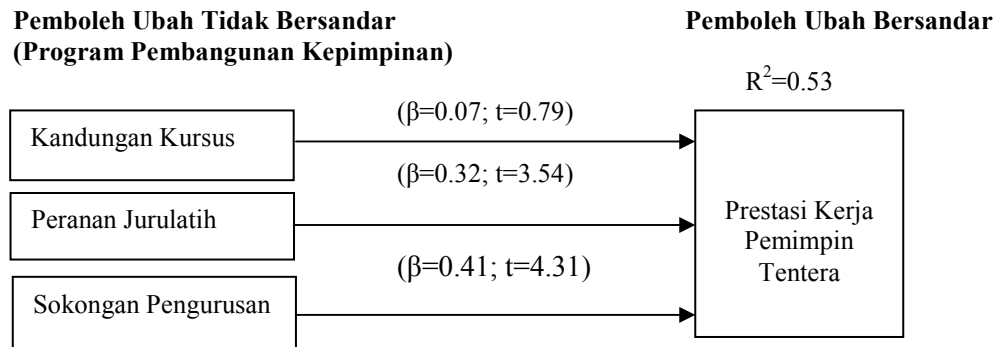 Pemboleh Ubah Tidak Bersandar
(Program Pembangunan Kepimpinan)
Pemboleh Ubah Bersandar
R²=0.53
(β=0.07; t=0.79)
Kandungan Kursus
(β=0.32; t=3.54)
Peranan Jurulatih
(β=0.41; t=4.31)
Sokongan Pengurusan
Prestasi Kerja
Pemimpin
Tentera